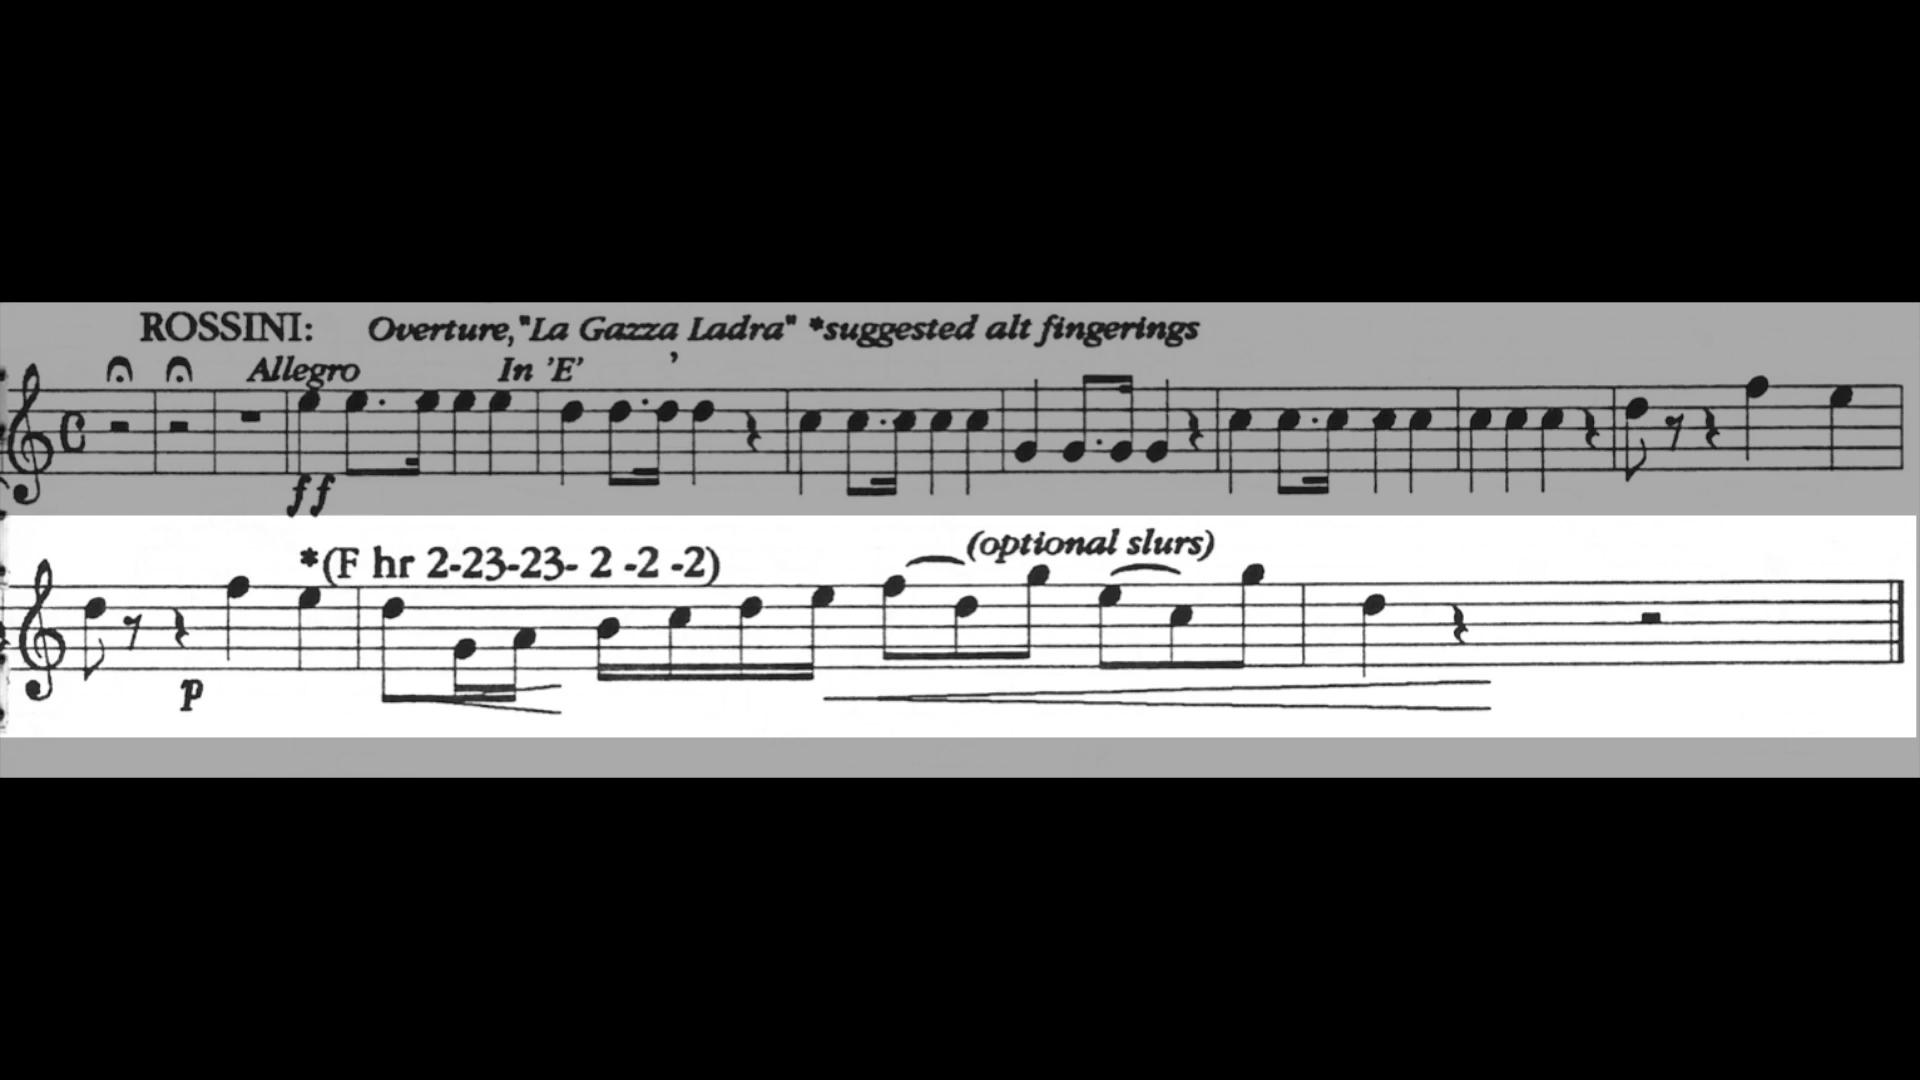 ROSSINI: Overture,"La Gazza Ladra" *suggested alt fingerings
Allegro In 'E' ,
ff
*(F hr 2-23-23- 2 -2 -2) (optional slurs)
p